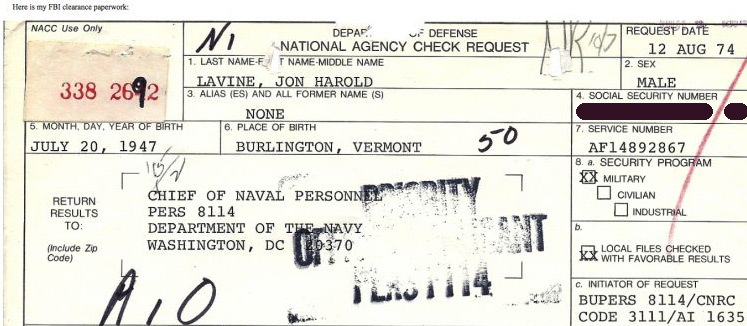 Here is my FBI clearance paperwork:
NACC Use Only
N1
DEPAR OF DEFENSE
NATIONAL AGENCY CHECK REQUEST
REQUEST DATE
12 AUG 74
338 2692
1. LAST NAME-F T NAME-MIDDLE NAME
LAVINE, JON HAROLD
2. SEX
MALE
3. ALIAS (ES) AND ALL FORMER NAME (S)
NONE
4. SOCIAL SECURITY NUMBER
5. MONTH, DAY, YEAR OF BIRTH
JULY 20, 1947
6. PLACE OF BIRTH
BURLINGTON, VERMONT
50
7. SERVICE NUMBER
AF14892867
8. a. SECURITY PROGRAM
XX MILITARY
CIVILIAN
INDUSTRIAL
RETURN
RESULTS
TO:
(Include Zip
Code)
CHIEF OF NAVAL PERSONNEL
PERS 8114
DEPARTMENT OF THE NAVY
WASHINGTON, DC 20370
PRIORITY
b.
XX LOCAL FILES CHECKED
WITH FAVORABLE RESULTS
c. INITIATOR OF REQUEST
BUPERS 8114/CNRC
CODE 3111/AI 1635